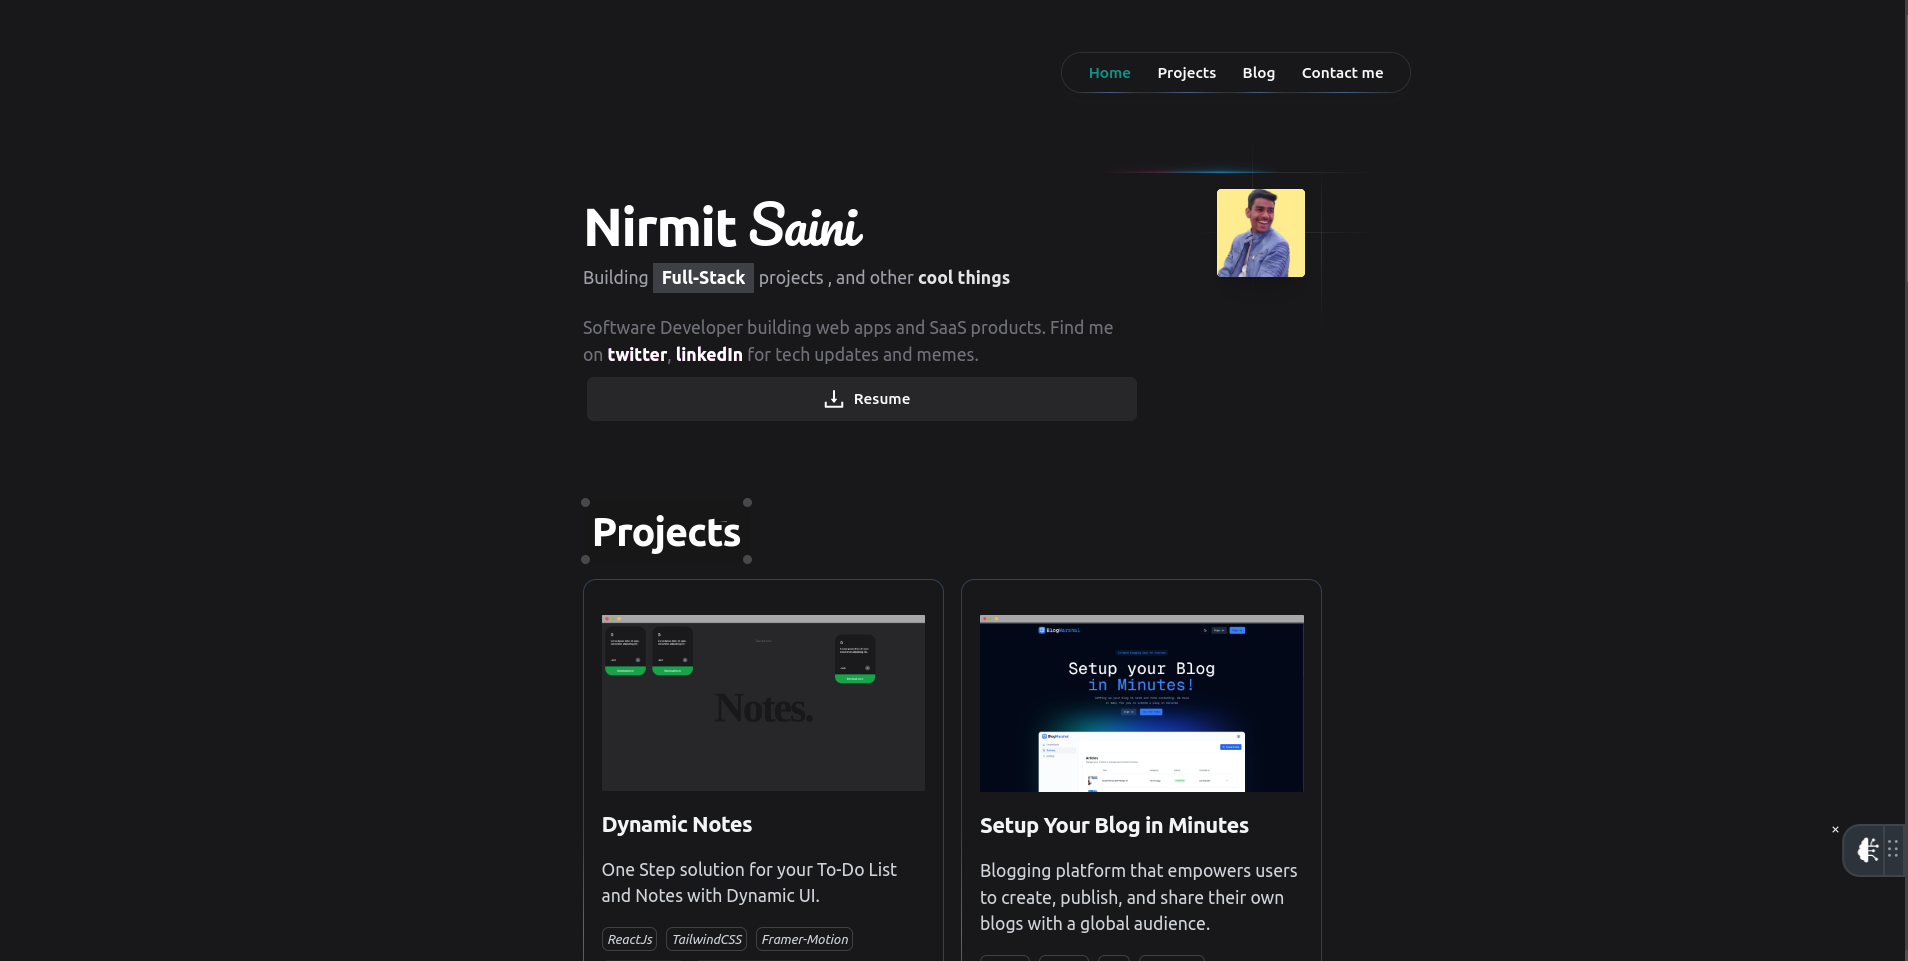 Home Projects Blog Contact me
Nirmit Saini
Building Full-Stack projects , and other cool things
Software Developer building web apps and SaaS products. Find me
on twitter, linkedIn for tech updates and memes.
Resume
Projects
Notes.
BlogMarshal
Setup your Blog
in Minutes!
Articles
Dynamic Notes
One Step solution for your To-Do List
and Notes with Dynamic UI.
ReactJs TailwindCSS Framer-Motion
Setup Your Blog in Minutes
Blogging platform that empowers users
to create, publish, and share their own
blogs with a global audience.